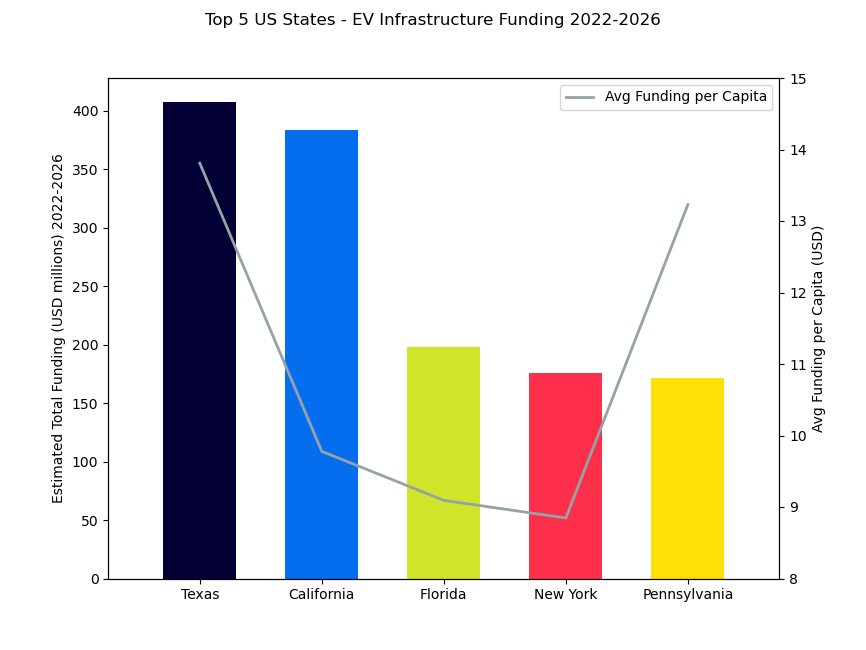 Top 5 US States - EV Infrastructure Funding 2022-2026
Estimated Total Funding (USD millions) 2022-2026
400
350
300
250
200
150
100
50
0
Avg Funding per Capita
15
14
13
12
11
10
9
8
Avg Funding per Capita (USD)
Texas
California
Florida
New York
Pennsylvania